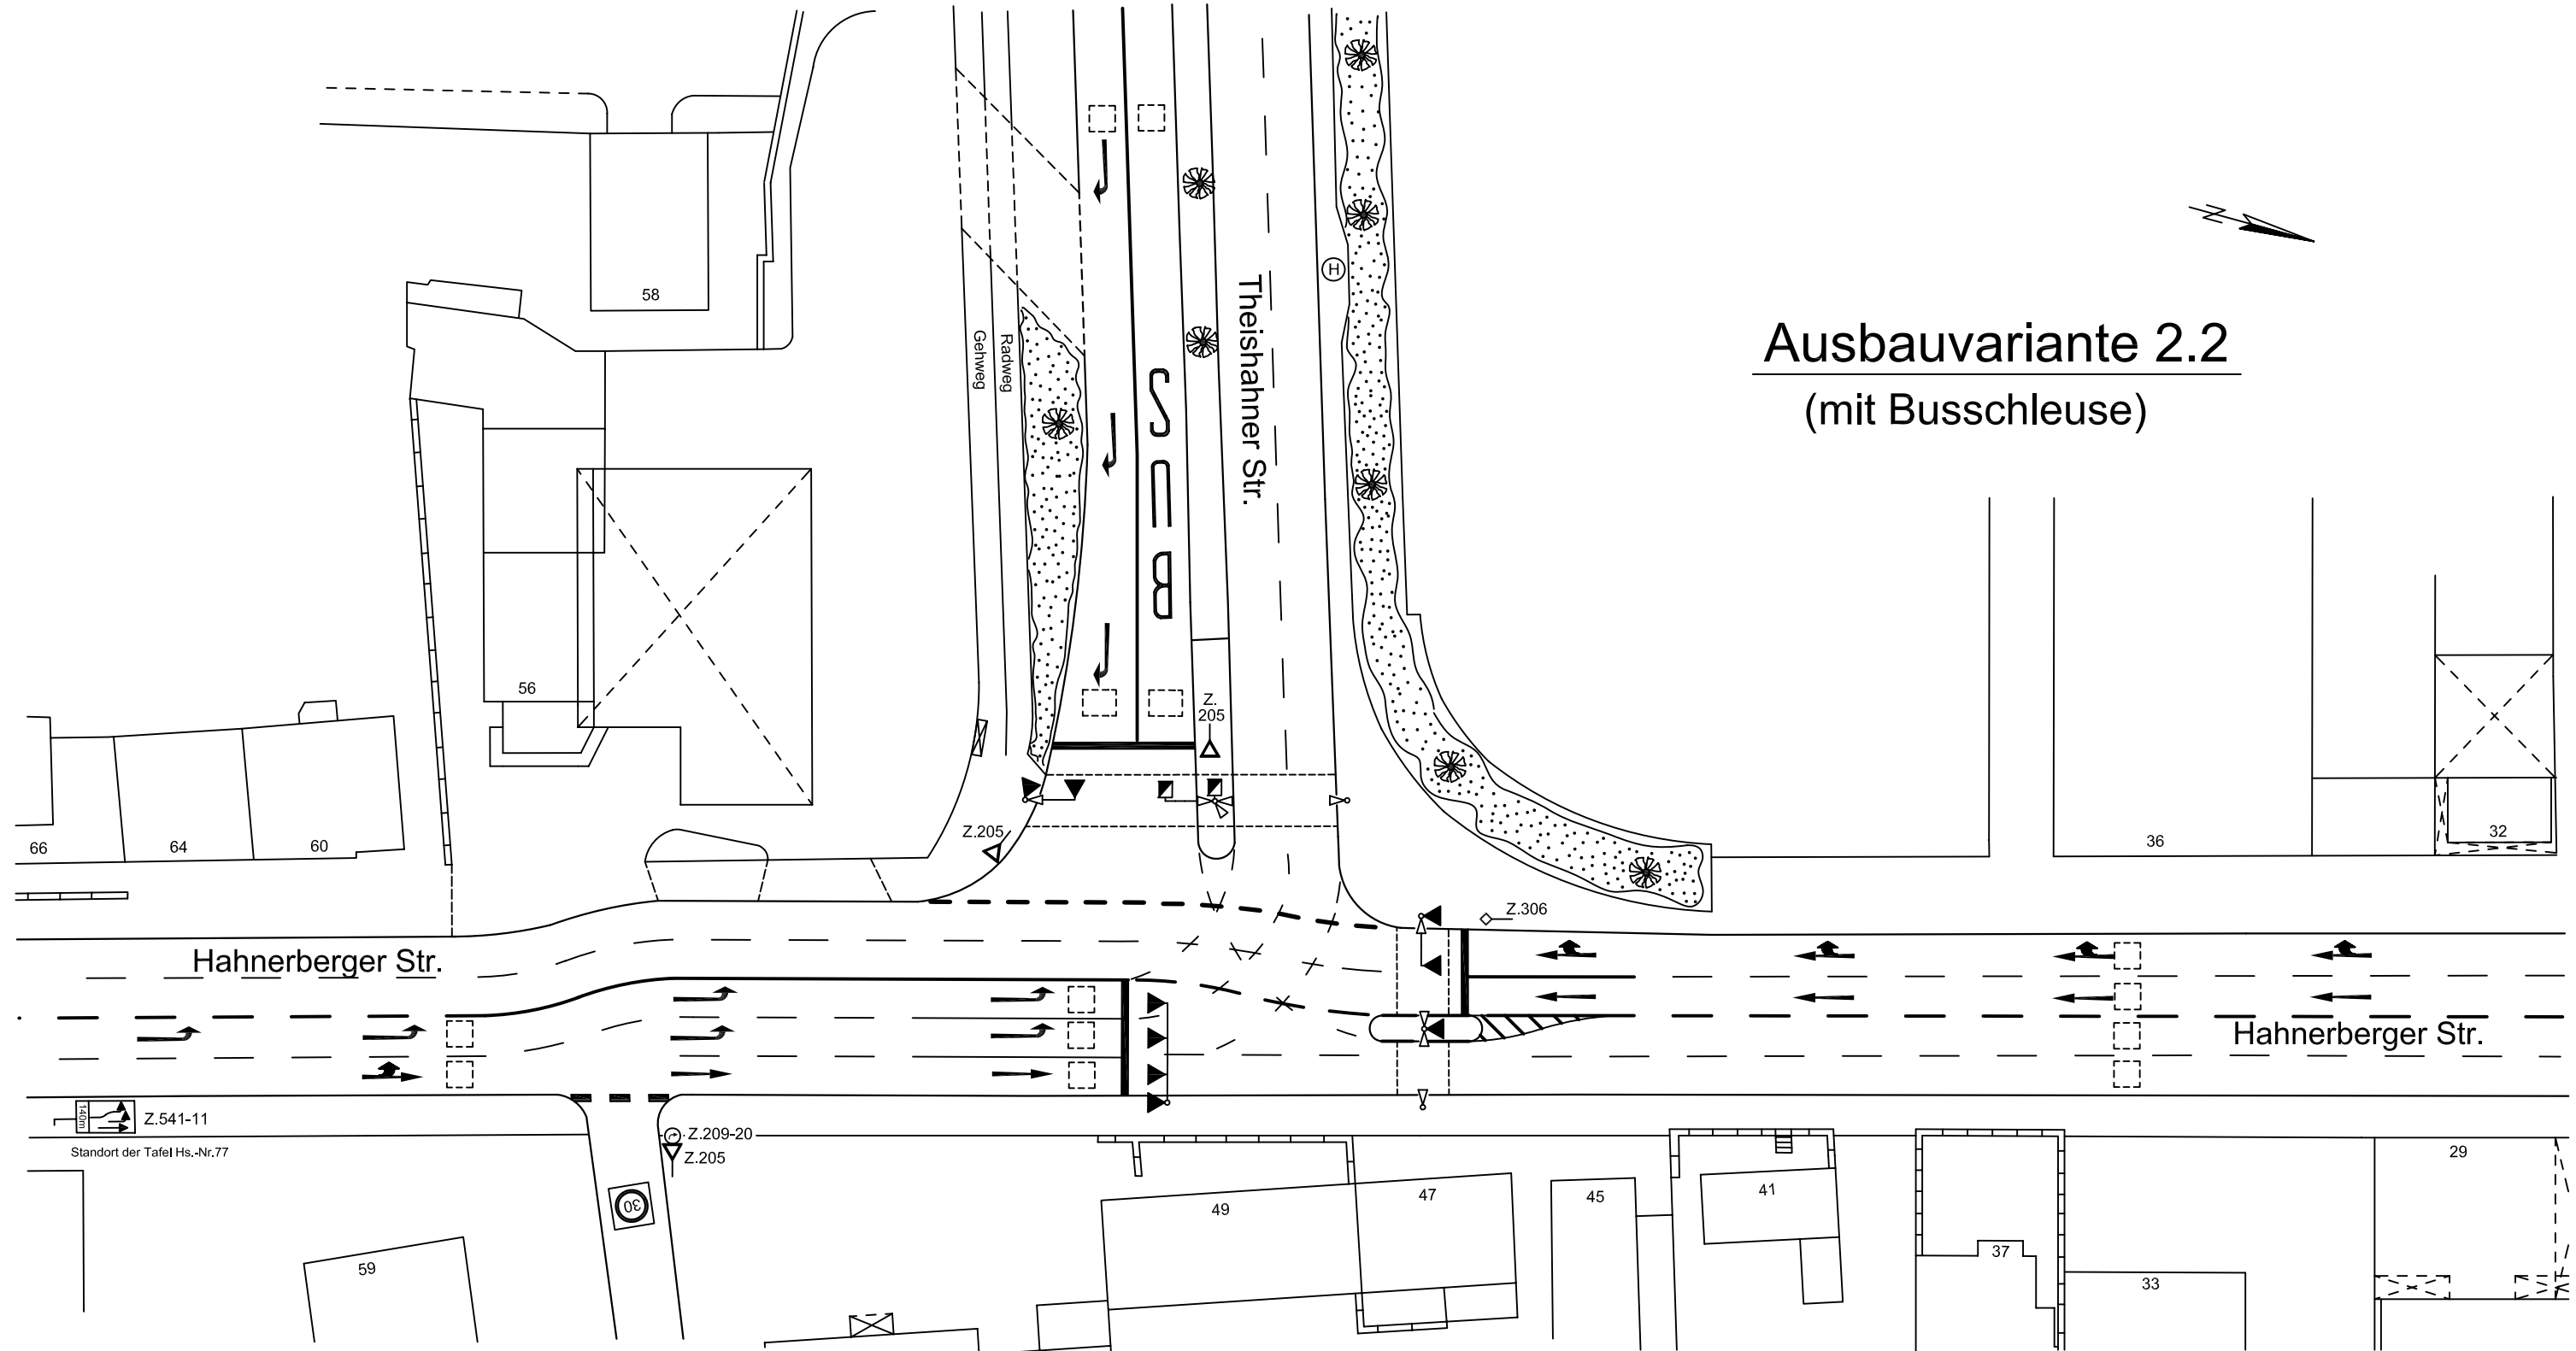 58
N
Ausbauvariante 2.2
(mit Busschleuse)
Gehweg
Radweg
BUS
Theishahner Str.
H
56
Z.
205
Z.205
66
64
60
36
32
Z.306
Hahnerberger Str.
Hahnerberger Str.
140m
Z.541-11
Standort der Tafel Hs.-Nr.77
Z.209-20
Z.205
30
59
49
47
45
41
37
33
29